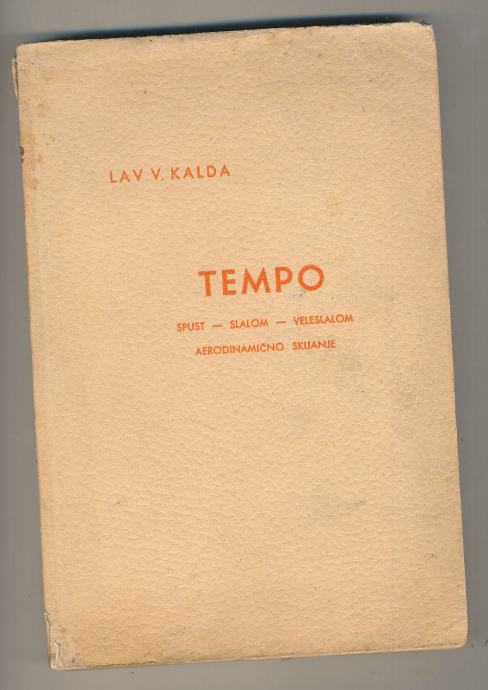 LAV V. KALDA
TEMPO
SPUST — SLALOM — VELESLALOM
AERODINAMIČNO SKIJANJE